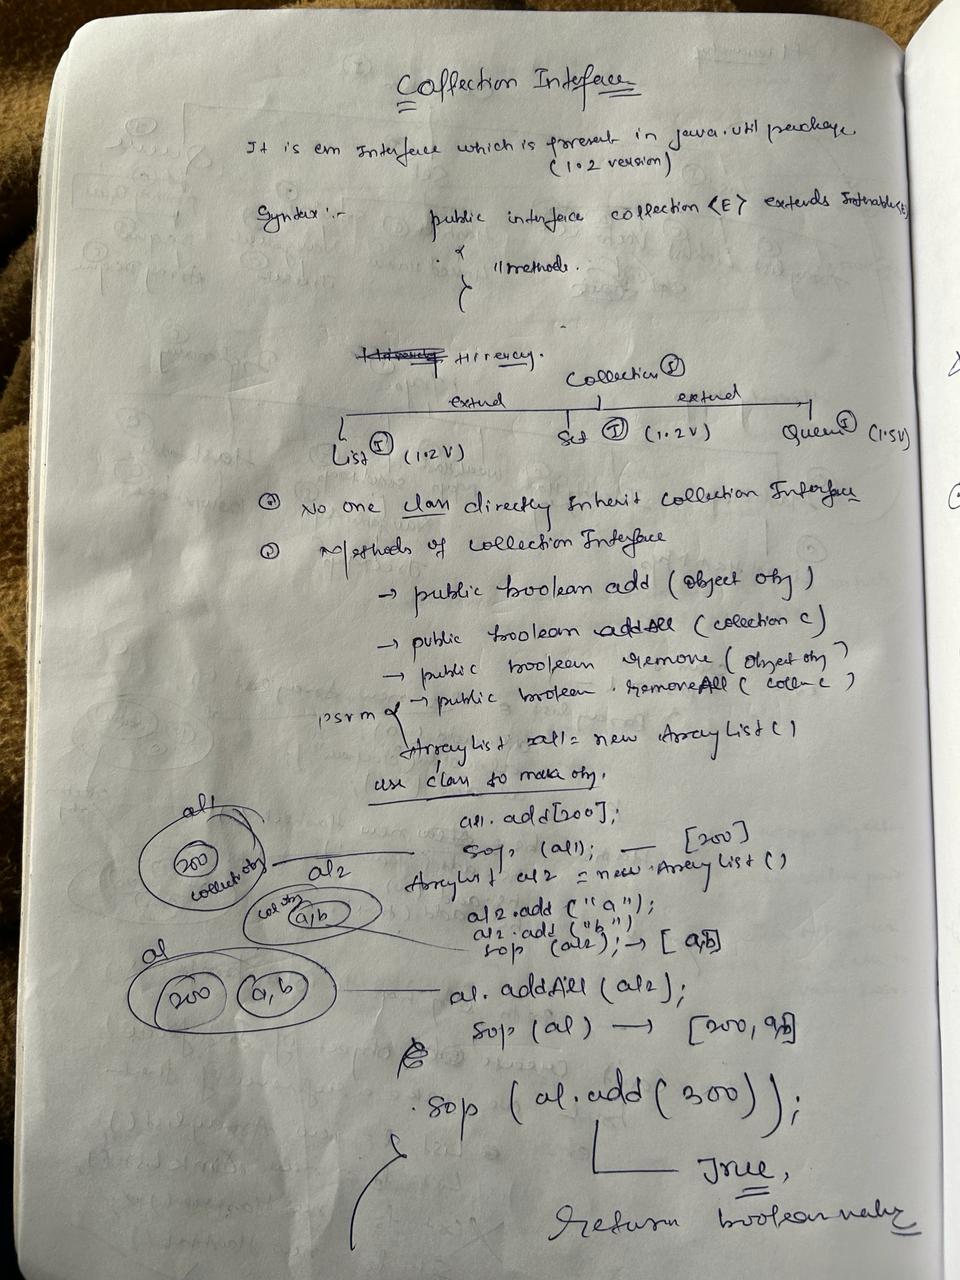 Collection Interface
It is an Interface which is present in java.util package
(1.2 version)
Syntax :- public interface collection <E> extends Iterable<E>
{
// methods.
}
Hirercy.
Collection (I)
extend extend
List (I) (1.2 V) Set (I) (1.2 V) Queue (I) (1.5V)
No one class directly Inherit collection Interface
Methods of collection Interface
→ public boolean add (object obj)
→ public boolean addAll (collection c)
→ public boolean remove (object obj)
→ public boolean removeAll ( c )
psvm {
ArrayList al1 = new ArrayList ()
use class to make obj.
al1. add[200];
sop (al1); — [200]
ArrayList al2 = new ArrayList ()
al2.add ("a");
al2.add ("b")
sop (al2); → [a,b]
al. addAll (al2);
sop (al) → [200, a,b]
sop (al.add (300));
}
True,
Return boolean value
al1
200
collection obj
al2
col obj
a,b
al
200 a,b